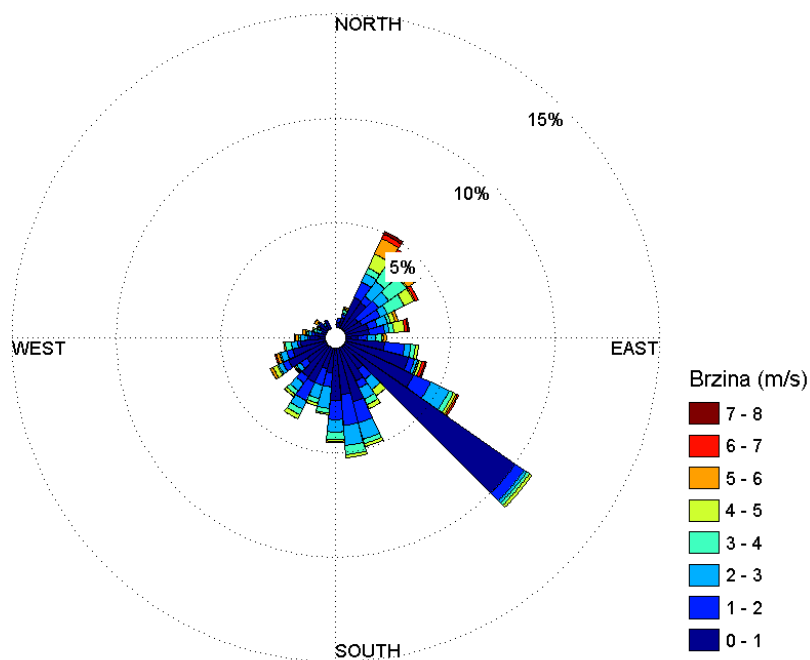 NORTH
15%
10%
5%
WEST
EAST
Brzina (m/s)
7 - 8
6 - 7
5 - 6
4 - 5
3 - 4
2 - 3
1 - 2
0 - 1
SOUTH